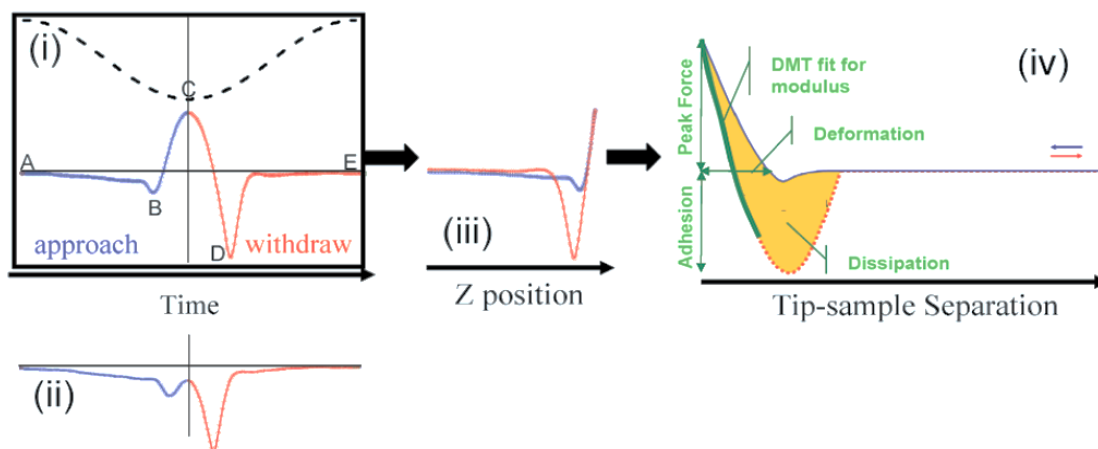 (i)
C
A
E
B
approach
D
withdraw
Time
(ii)
(iii)
Z position
(iv)
Peak Force
Adhesion
DMT fit for
modulus
Deformation
Dissipation
Tip-sample Separation